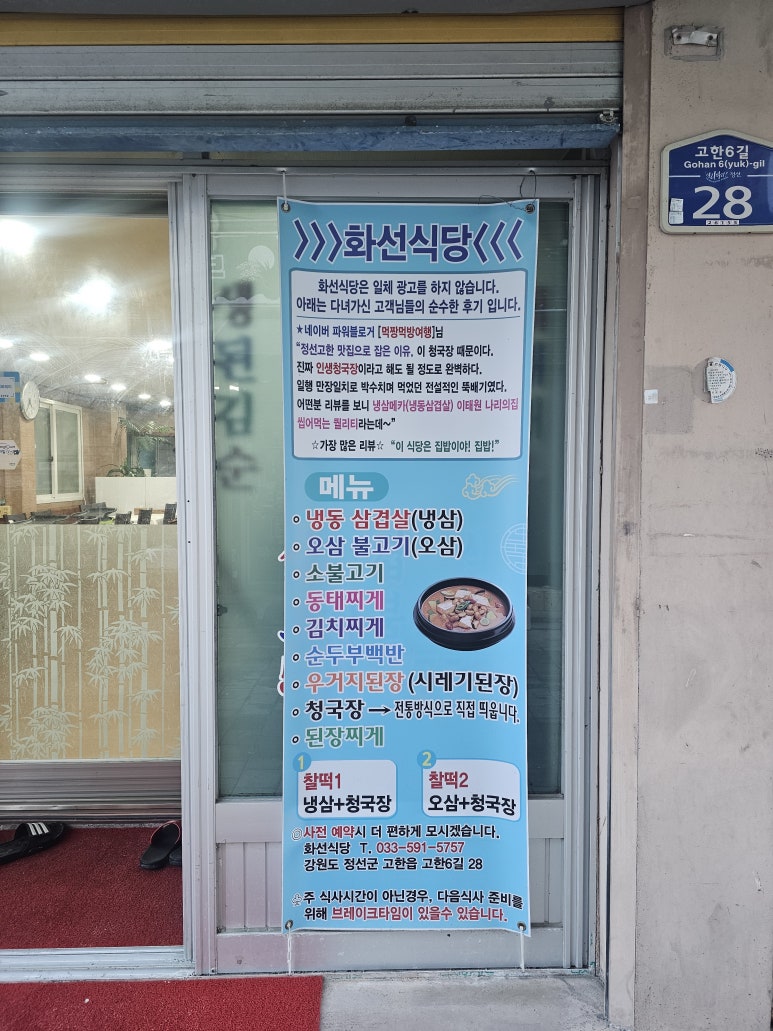 고한6길
Gohan 6(yuk)-gil
28
26135
>>>화선식당<<<
화선식당은 일체 광고를 하지 않습니다.
아래는 다녀가신 고객님들의 순수한 후기 입니다.
★네이버 파워블로거 [먹짱먹방여행]님
"정선고한 맛집으로 잡은 이유, 이 청국장 때문이다.
진짜 인생청국장이라고 해도 될 정도로 완벽하다.
일행 만장일치로 박수치며 먹었던 전설적인 뚝배기였다.
어떤분 리뷰를 보니 냉삼메카(냉동삼겹살) 이태원 나리의집
씹어먹는 퀄리티라는데~"
☆가장 많은 리뷰☆ "이 식당은 집밥이야! 집밥!"
메뉴
냉동 삼겹살(냉삼)
오삼 불고기(오삼)
소불고기
동태찌게
김치찌게
순두부백반
우거지된장(시레기된장)
청국장 → 전통방식으로 직접 띄웁니다.
된장찌게
1
찰떡1
냉삼+청국장
2
찰떡2
오삼+청국장
◎사전 예약시 더 편하게 모시겠습니다.
화선식당 T. 033-591-5757
강원도 정선군 고한읍 고한6길 28
주 식사시간이 아닌경우, 다음식사 준비를
위해 브레이크타임이 있을수 있습니다.